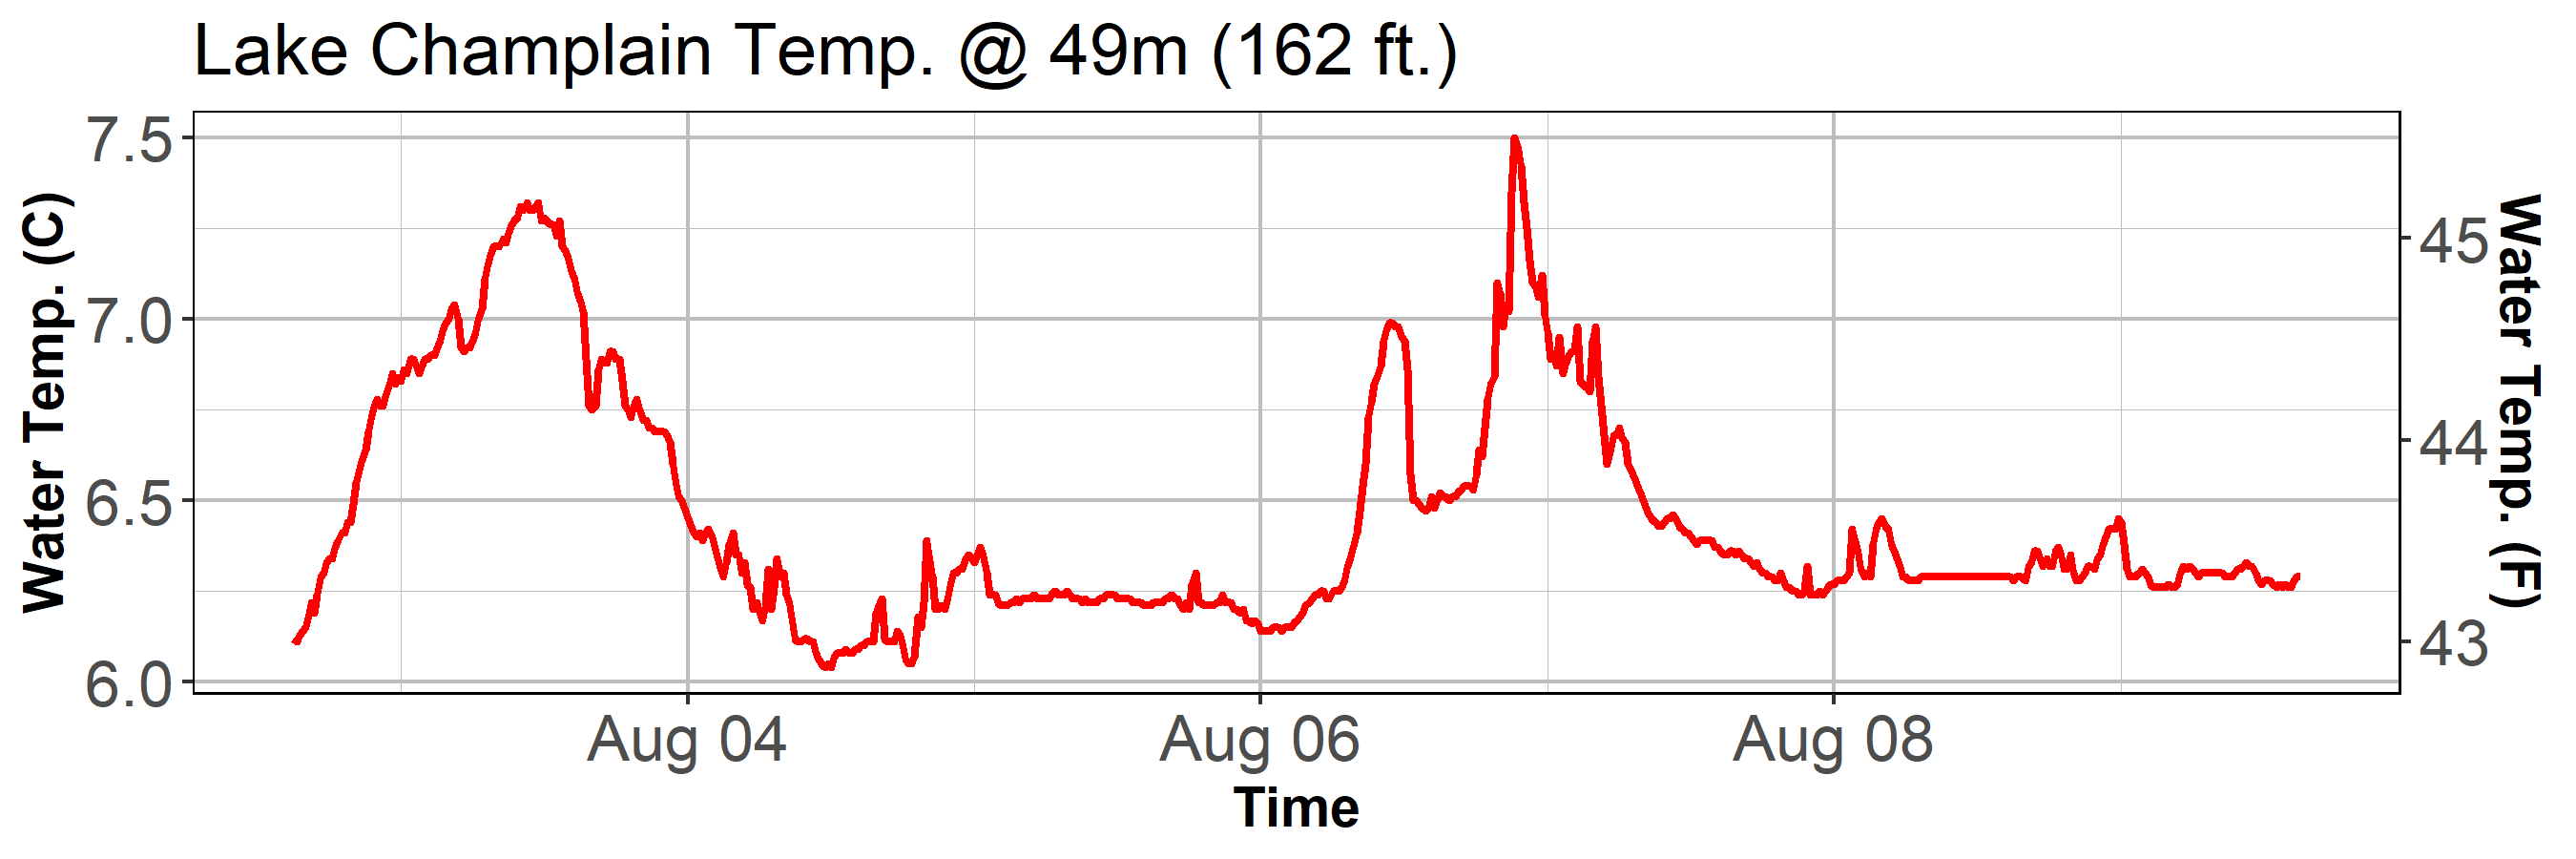 Lake Champlain Temp. @ 49m (162 ft.)
Water Temp. (C)
7.5
7.0
6.5
6.0
45
44
43
Water Temp. (F)
Aug 04 Aug 06 Aug 08
Time